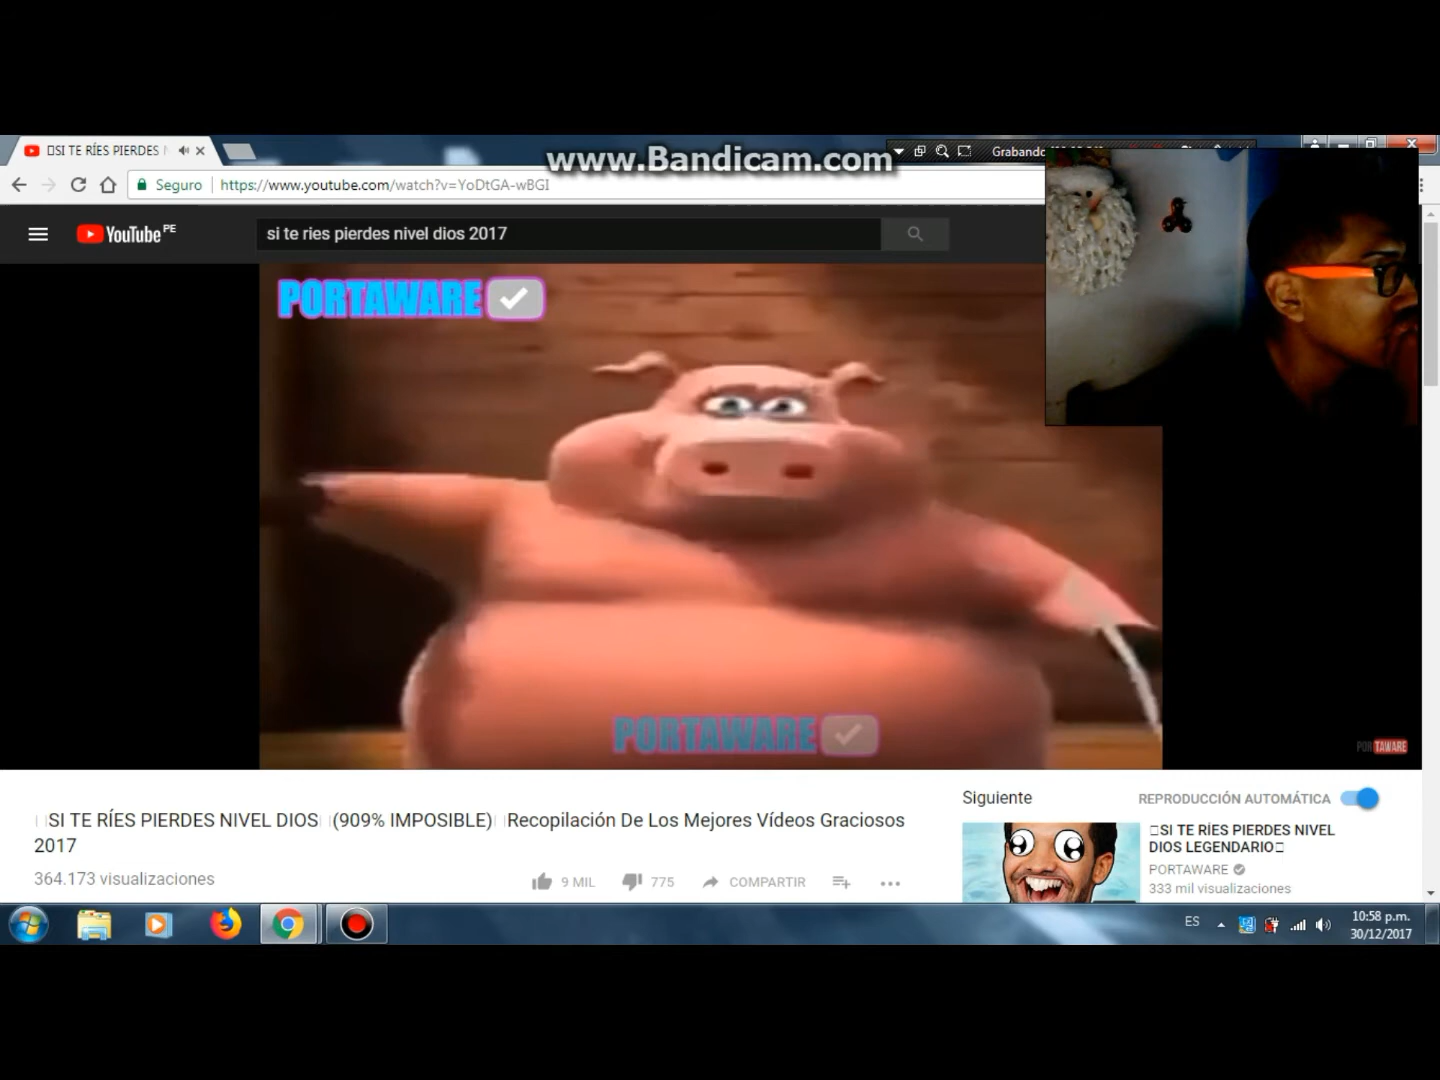 www.Bandicam.com
SI TE RÍES PIERDES
Grabando
Seguro
https://www.youtube.com/watch?v=YoDtGA-wBGI
YouTube PE
si te ries pierdes nivel dios 2017
PORTAWARE
PORTAWARE
PORTAWARE
SI TE RÍES PIERDES NIVEL DIOS (909% IMPOSIBLE) Recopilación De Los Mejores Vídeos Graciosos
2017
364.173 visualizaciones
9 MIL
775
COMPARTIR
Siguiente
REPRODUCCIÓN AUTOMÁTICA
SI TE RÍES PIERDES NIVEL
DIOS LEGENDARIO
PORTAWARE
333 mil visualizaciones
ES
10:58 p.m.
30/12/2017